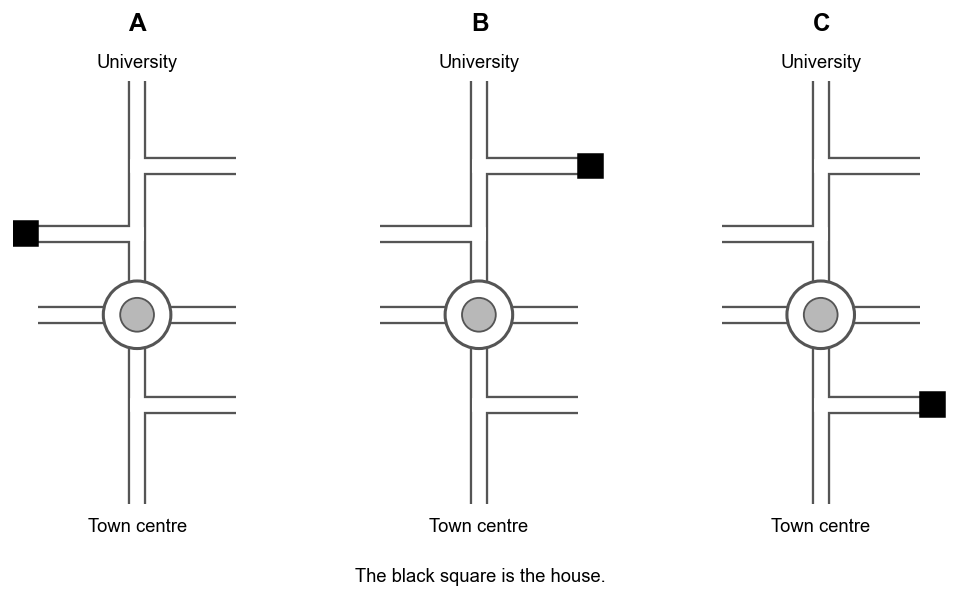 A
University
Town centre
B
University
Town centre
C
University
Town centre
The black square is the house.